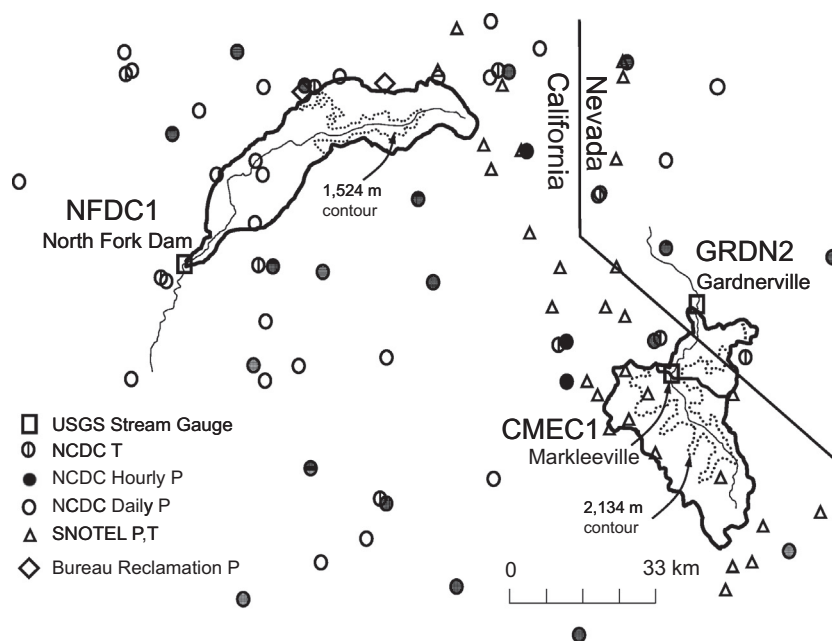 Nevada
California
1,524 m
contour
NFDC1
North Fork Dam
GRDN2
Gardnerville
CMEC1
Markleeville
2,134 m
contour
USGS Stream Gauge
NCDC T
NCDC Hourly P
NCDC Daily P
SNOTEL P,T
Bureau Reclamation P
0 33 km